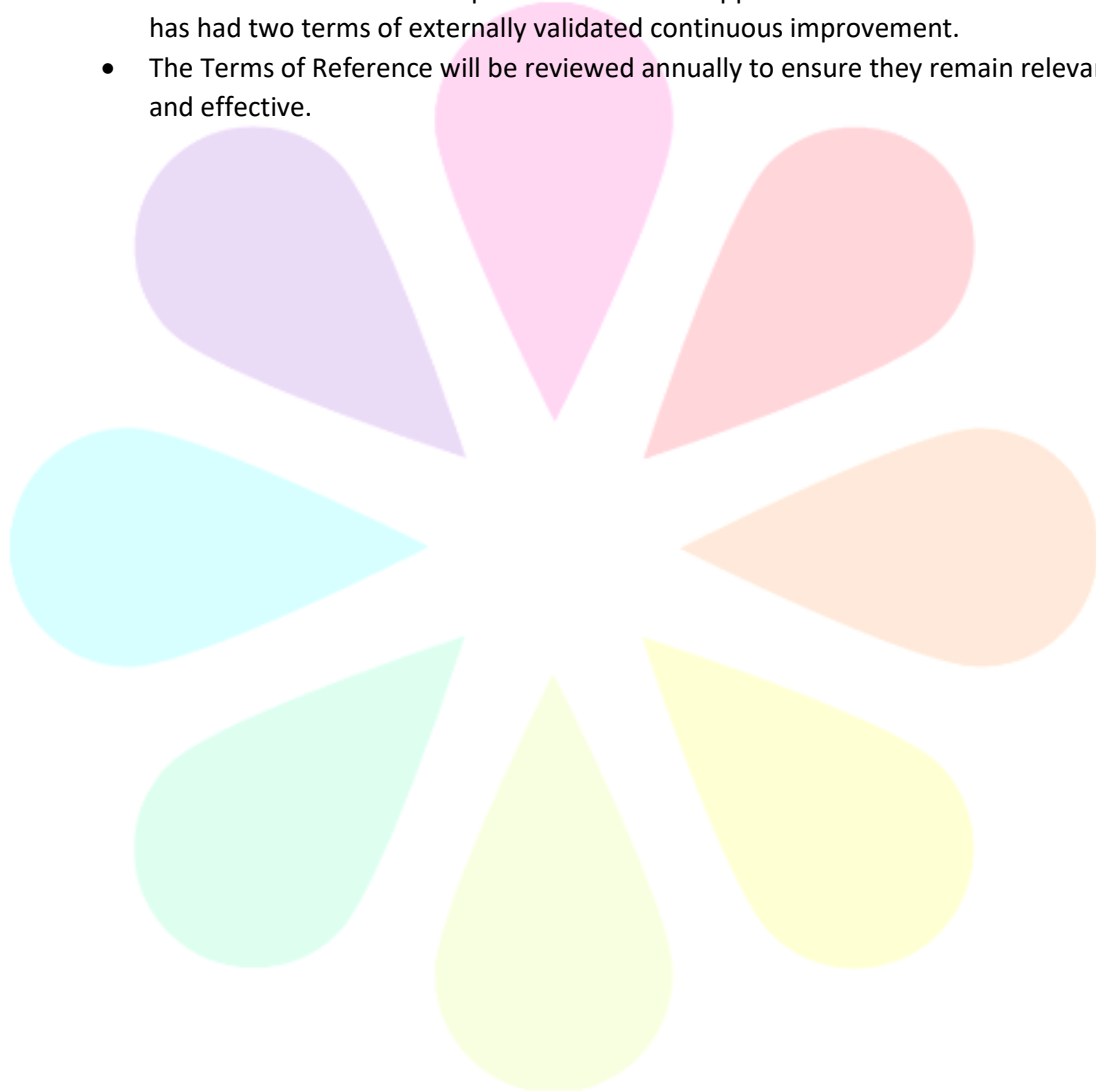 has had two terms of externally validated continuous improvement.
• The Terms of Reference will be reviewed annually to ensure they remain
and effective.